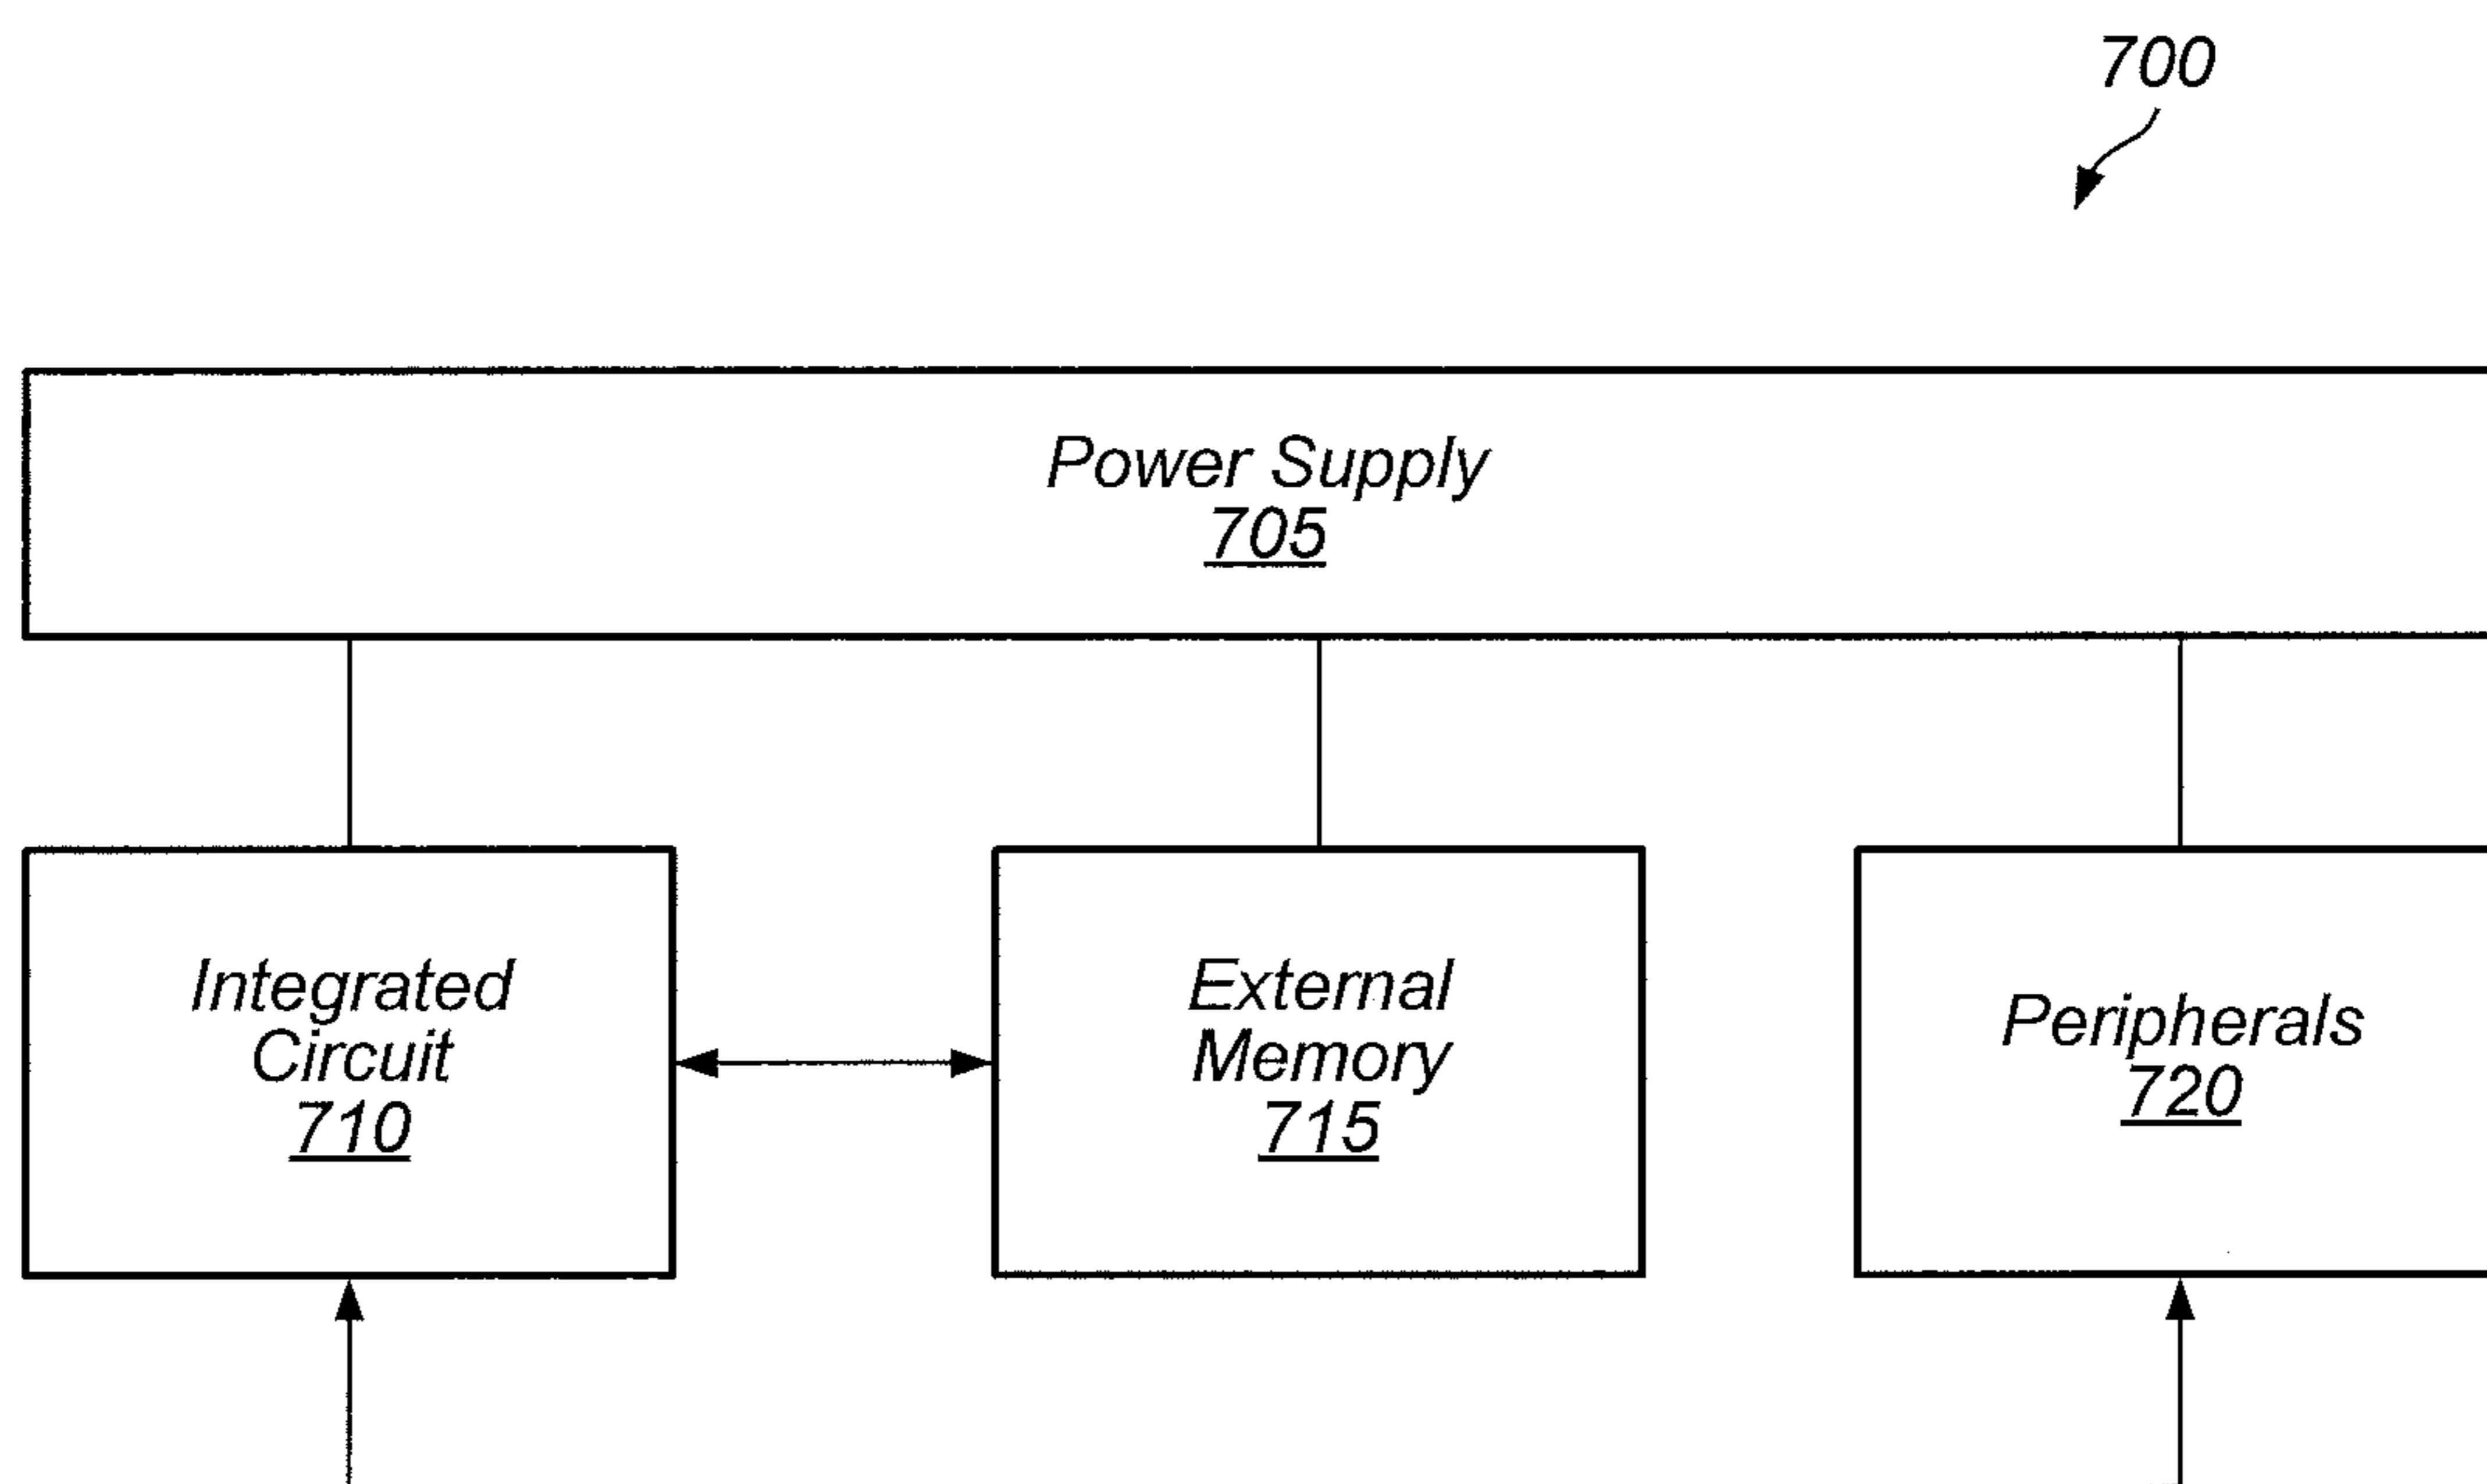 700
Power Supply
705
Integrated
Circuit
710
External
Memory
715
Peripherals
720